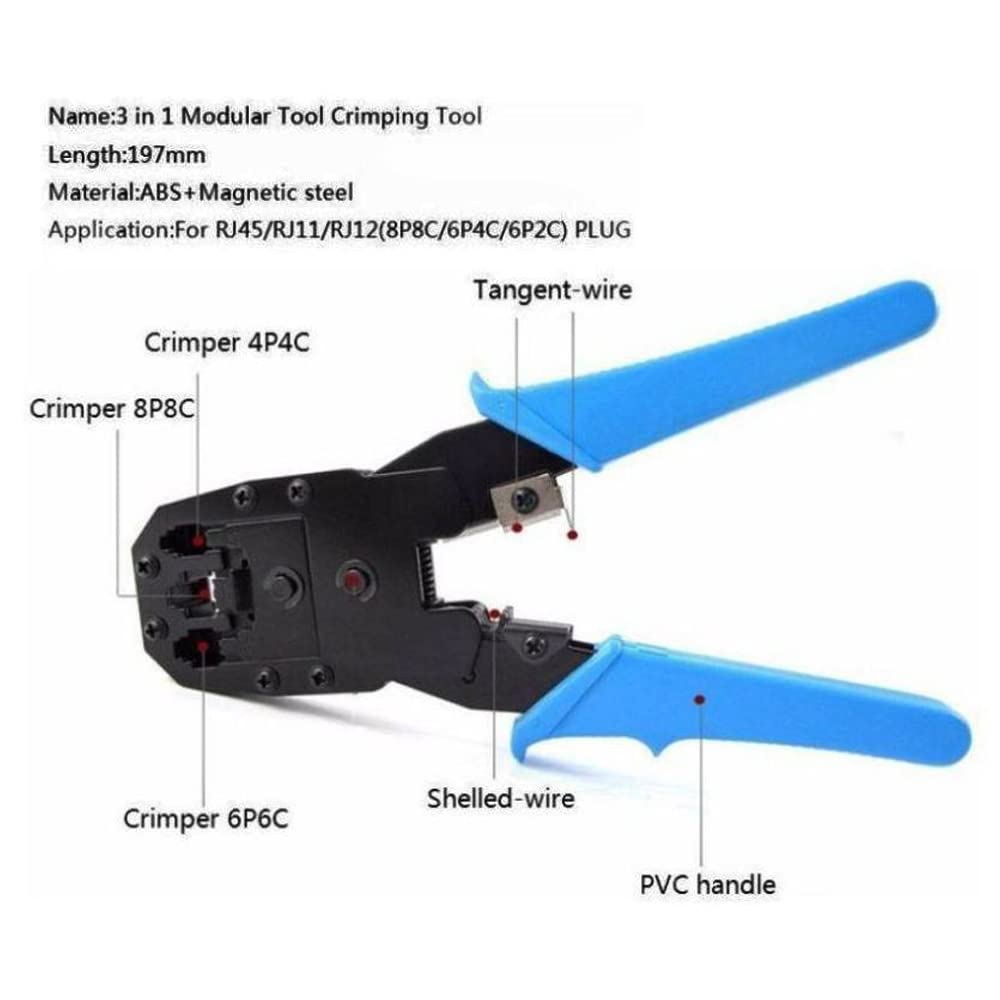 Name:3 in 1 Modular Tool Crimping Tool
Length:197mm
Material:ABS+Magnetic steel
Application:For RJ45/RJ11/RJ12(8P8C/6P4C/6P2C) PLUG
Tangent-wire
Crimper 4P4C
Crimper 8P8C
Shelled-wire
Crimper 6P6C
PVC handle